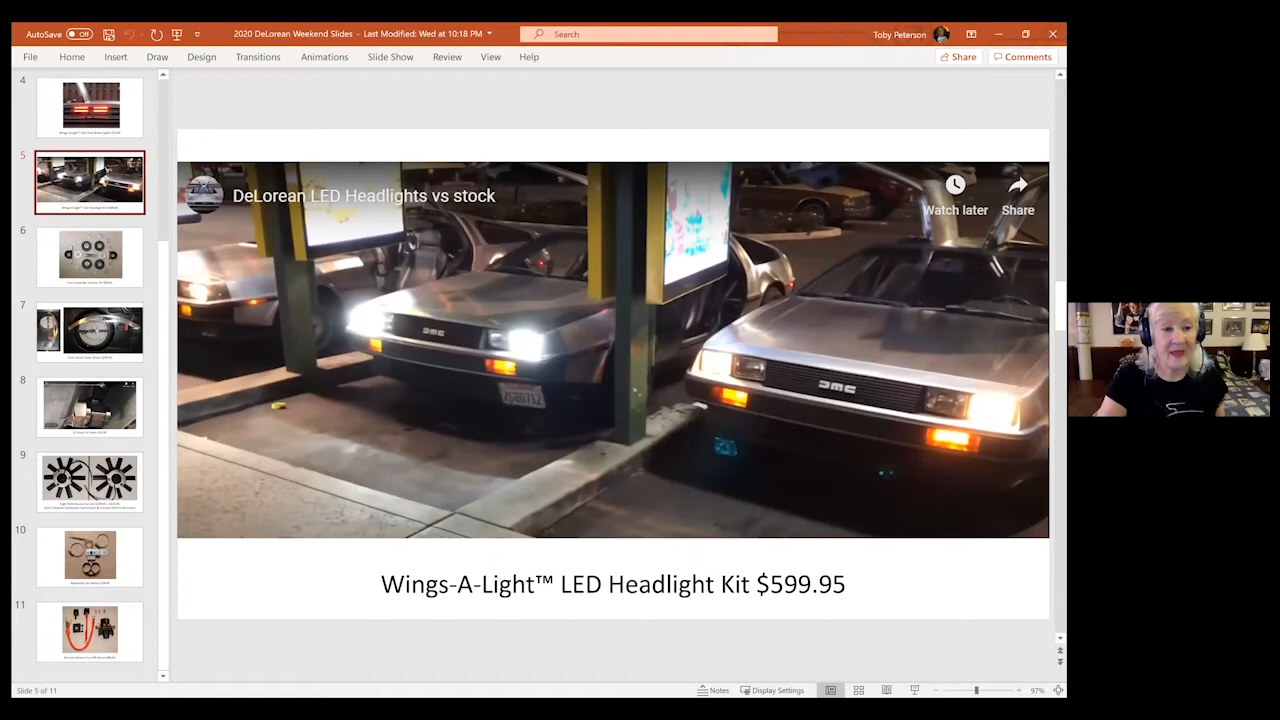 AutoSave Off
2020 DeLorean Weekend Slides - Last Modified: Wed at 10:18 PM
Search
Toby Peterson
File Home Insert Draw Design Transitions Animations Slide Show Review View Help
Share Comments
4
5
6
7
8
9
10
11
DeLorean LED Headlights vs stock
Watch later Share
DMC
DMC
Wings-A-Light™ LED Headlight Kit $599.95
Slide 5 of 11
Notes Display Settings 97%